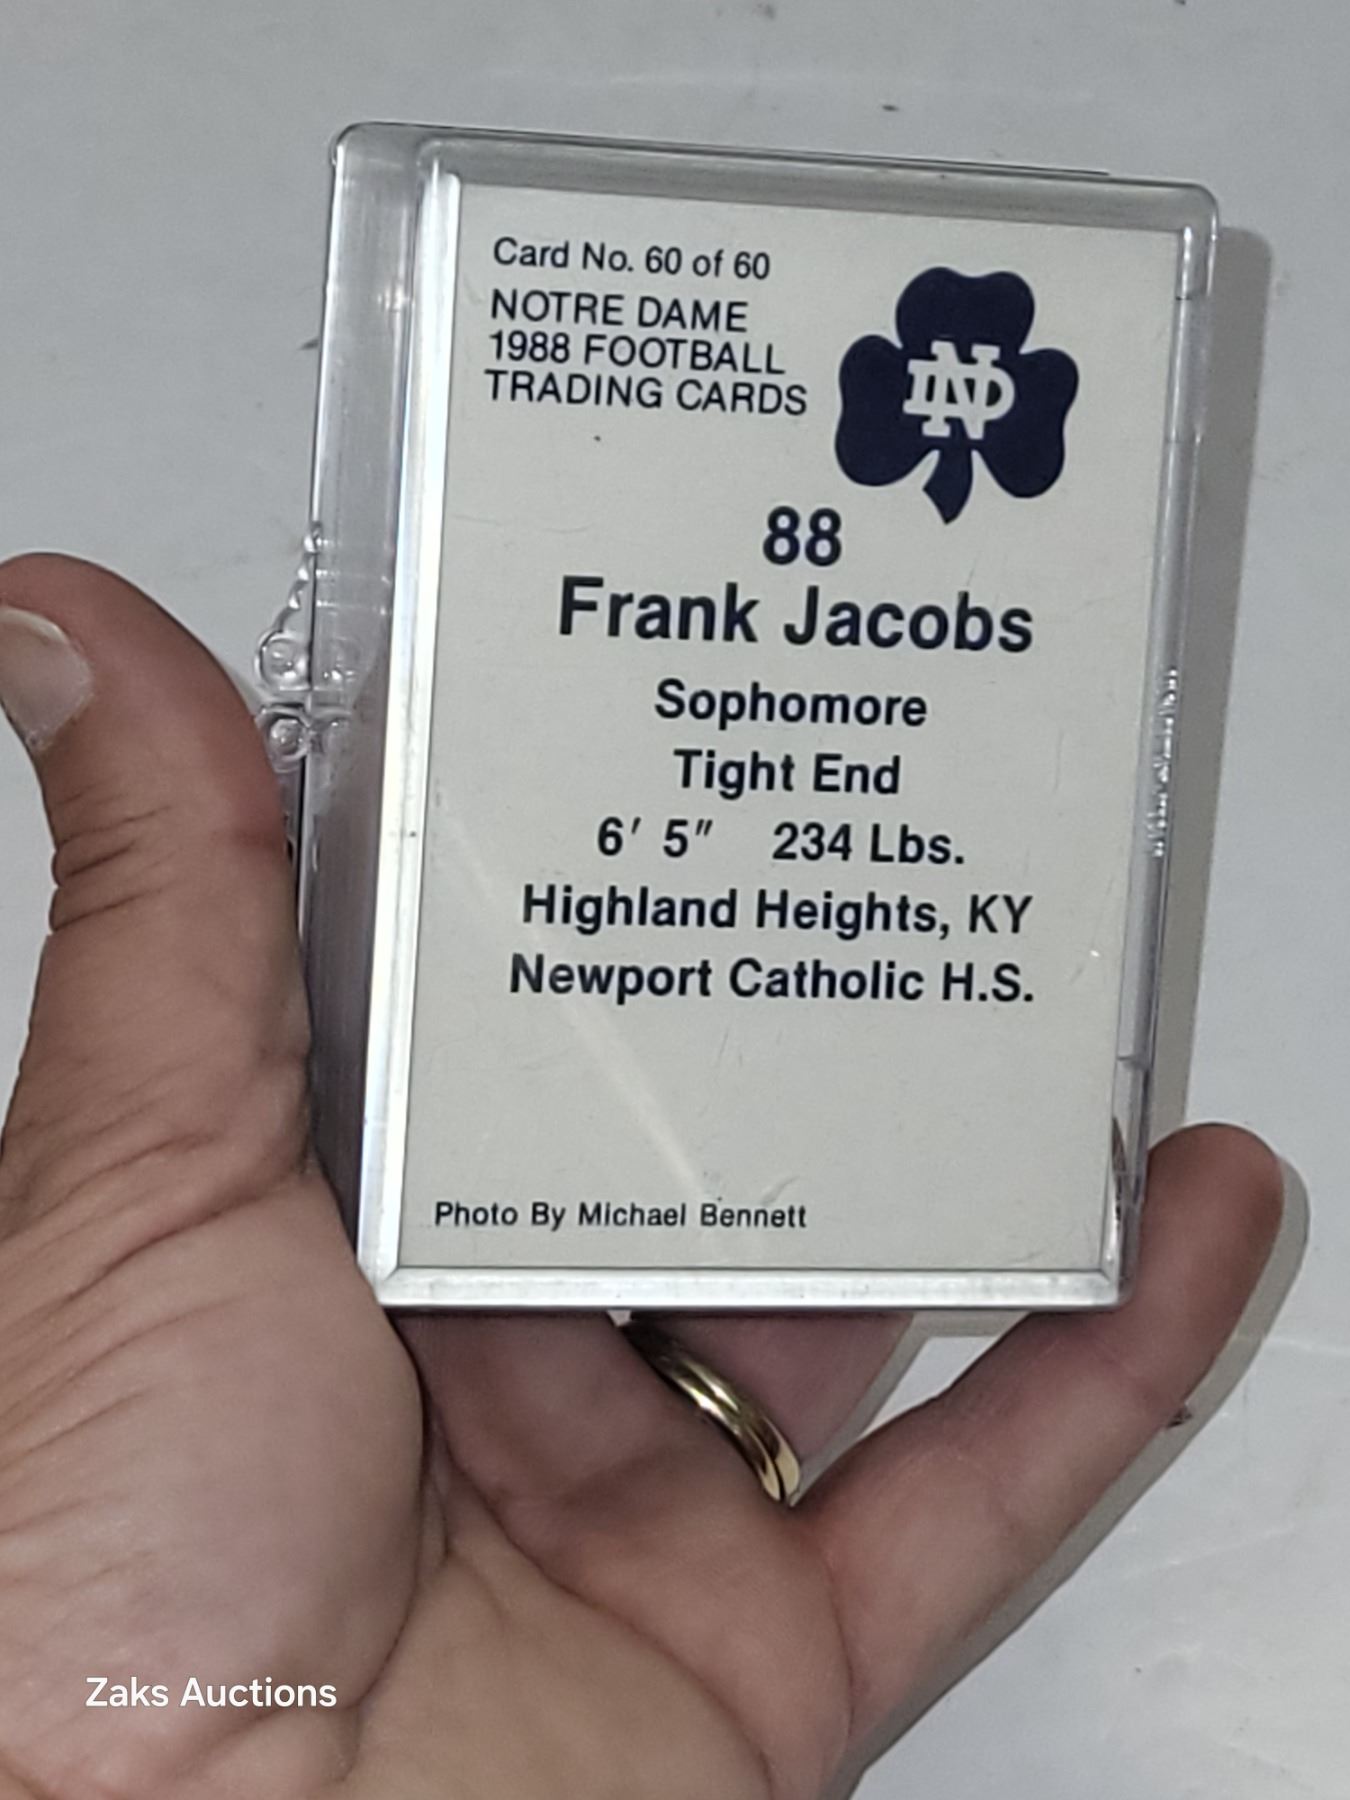 Card No. 60 of 60
NOTRE DAME
1988 FOOTBALL
TRADING CARDS
ND
88
Frank Jacobs
Sophomore
Tight End
6′ 5″ 234 Lbs.
Highland Heights, KY
Newport Catholic H.S.
Photo By Michael Bennett
Zaks Auctions